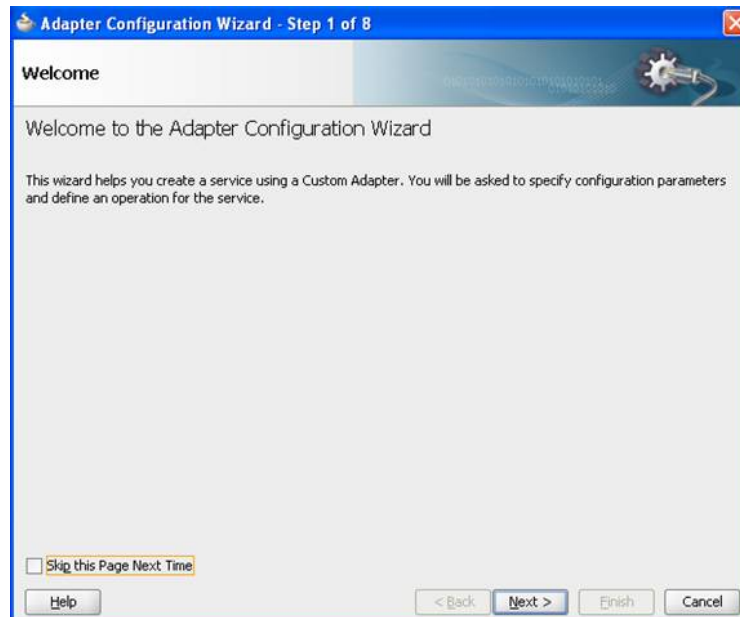 Adapter Configuration Wizard - Step 1 of 8
Welcome
Welcome to the Adapter Configuration Wizard
This wizard helps you create a service using a Custom Adapter. You will be asked to specify configuration parameters
and define an operation for the service.
Skip this Page Next Time
Help < Back Next > Finish Cancel